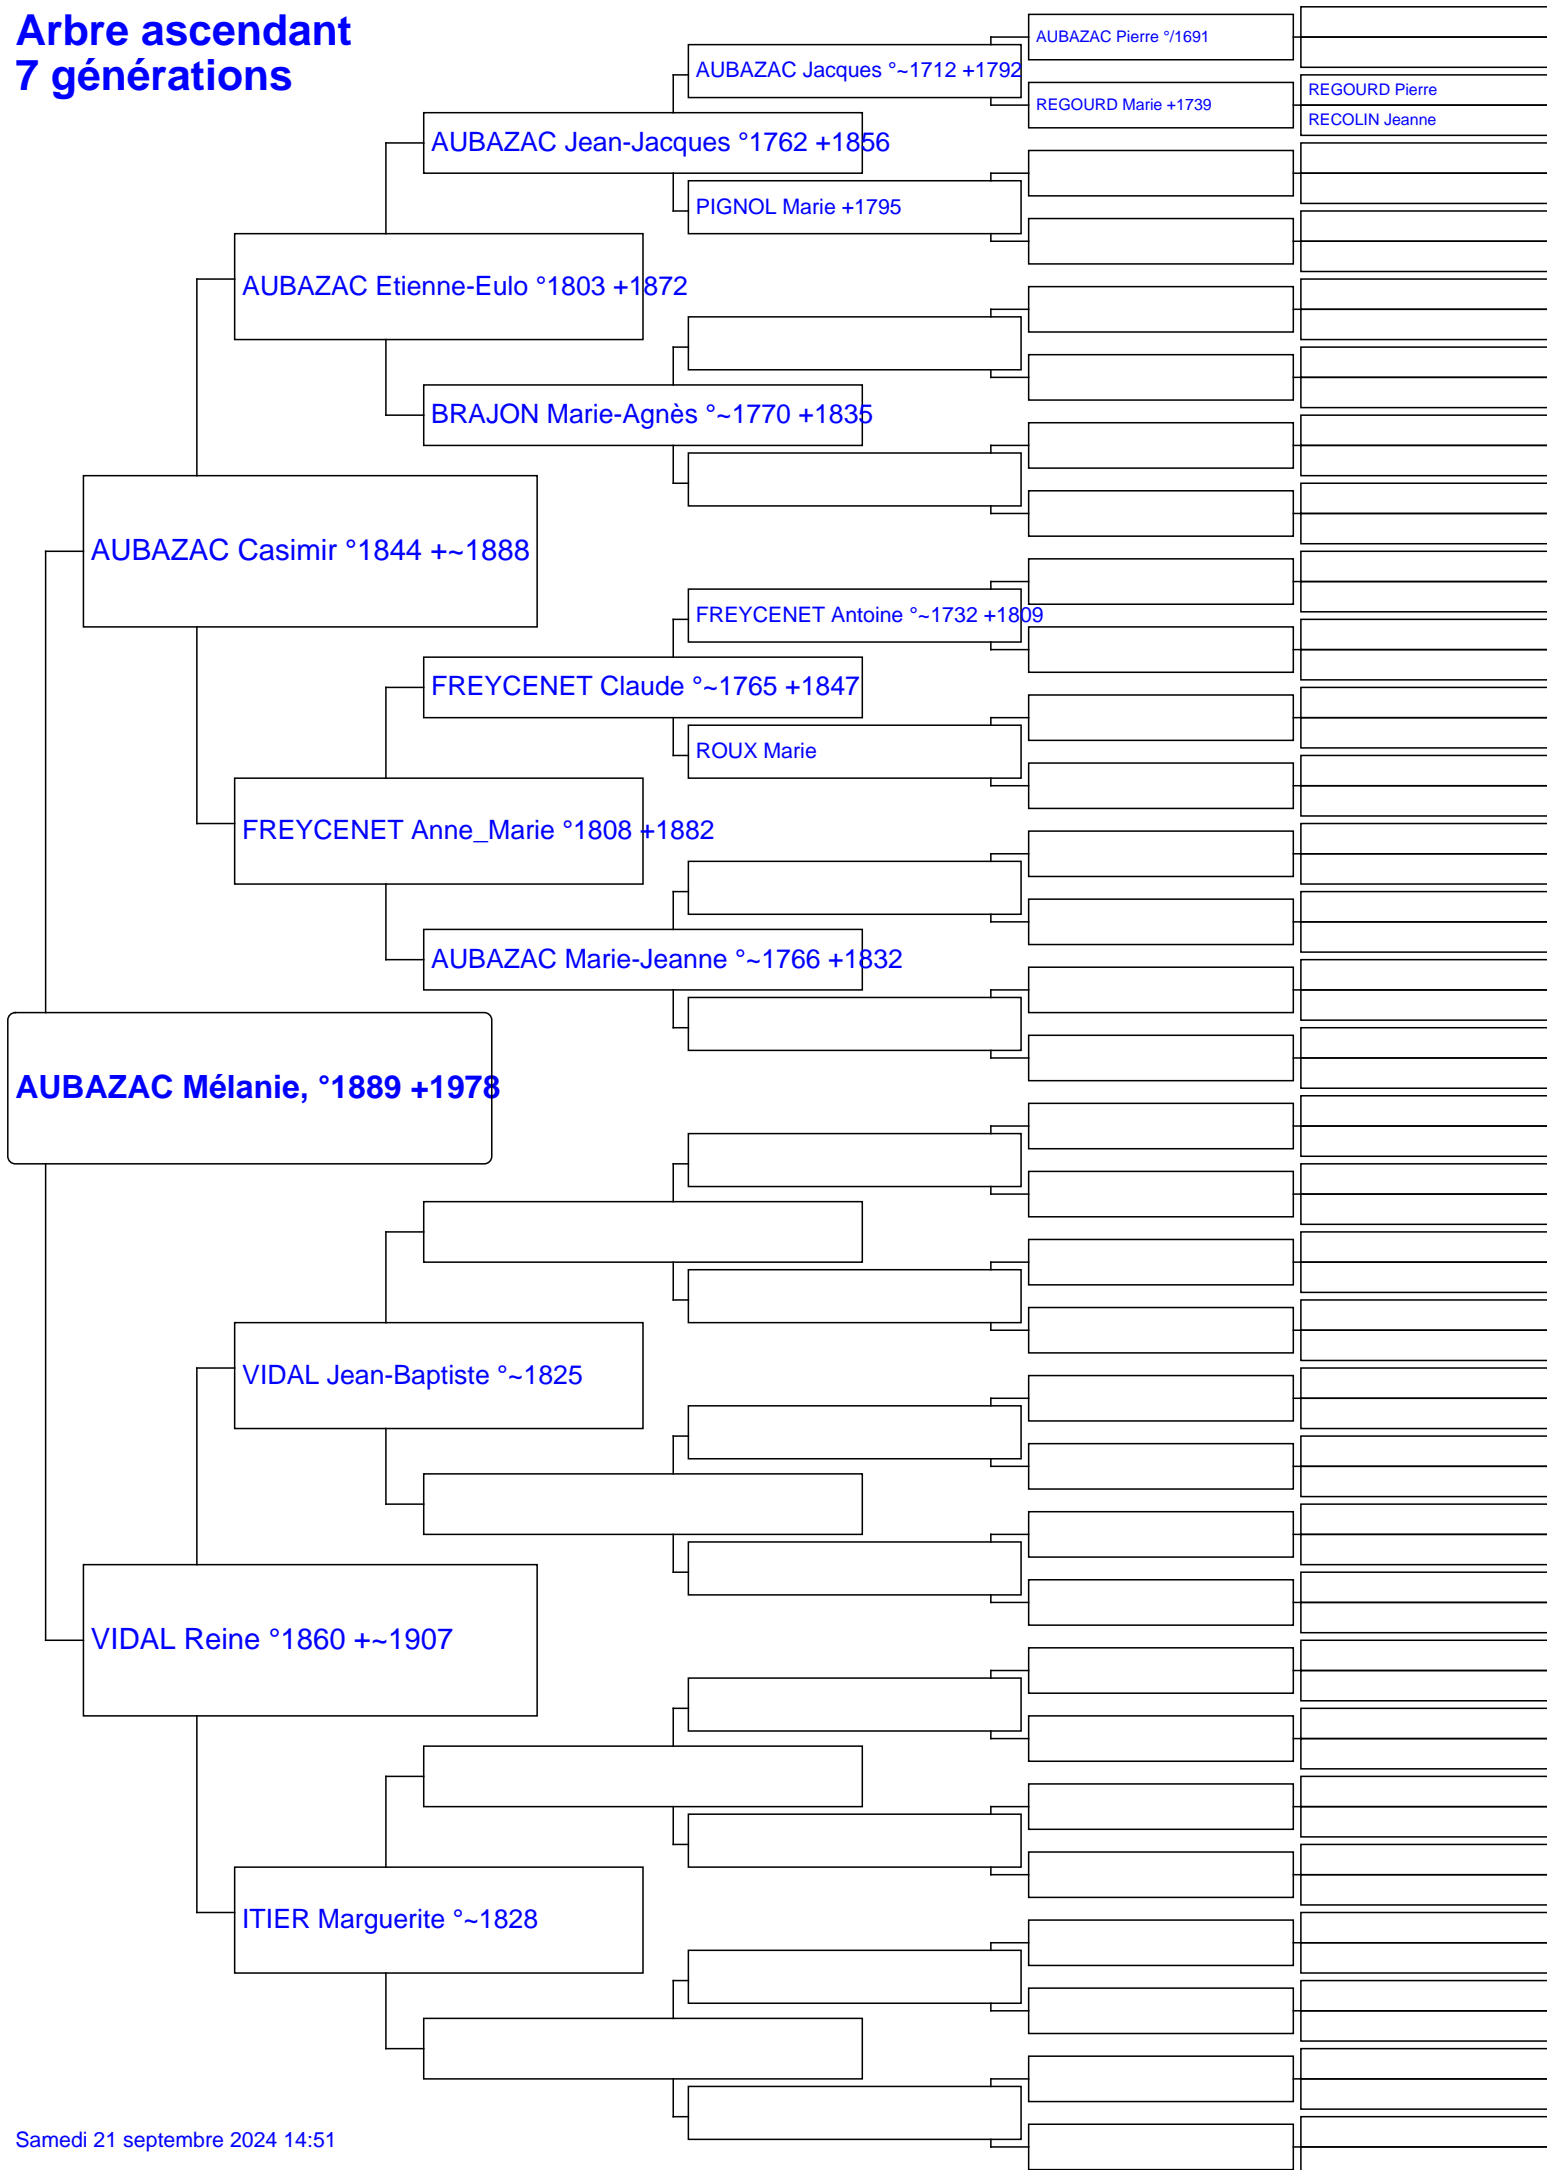 Arbre ascendant
7 générations
AUBAZAC Pierre °/1691
AUBAZAC Jacques °~1712 +1792
REGOURD Pierre
REGOURD Marie +1739
RECOLIN Jeanne
AUBAZAC Jean-Jacques °1762 +1856
PIGNOL Marie +1795
AUBAZAC Etienne-Eulo °1803 +1872
BRAJON Marie-Agnès °~1770 +1835
AUBAZAC Casimir °1844 +~1888
FREYCENET Antoine °~1732 +1809
FREYCENET Claude °~1765 +1847
ROUX Marie
FREYCENET Anne_Marie °1808 +1882
AUBAZAC Marie-Jeanne °~1766 +1832
AUBAZAC Mélanie, °1889 +1978
VIDAL Jean-Baptiste °~1825
VIDAL Reine °1860 +~1907
ITIER Marguerite °~1828
Samedi 21 septembre 2024 14:51